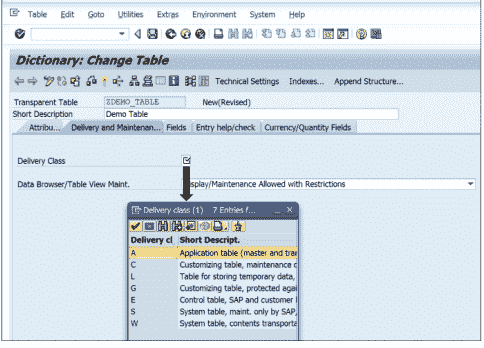 Table Edit Goto Utilities Extras Environment System Help
Dictionary: Change Table
Technical Settings Indexes... Append Structure...
Transparent Table ZDEMO_TABLE New(Revised)
Short Description Demo Table
Attribu... Delivery and Maintenan... Fields Entry help/check Currency/Quantity Fields
Delivery Class
Data Browser/Table View Maint. isplay/Maintenance Allowed with Restrictions
Delivery class (1) 7 Entries f...
Delivery cl Short Descript.
A Application table (master and tran
C Customizing table, maintenance o
L Table for storing temporary data,
G Customizing table, protected agai
E Control table, SAP and customer
S System table, maint. only by SAP,
W System table, contents transporta